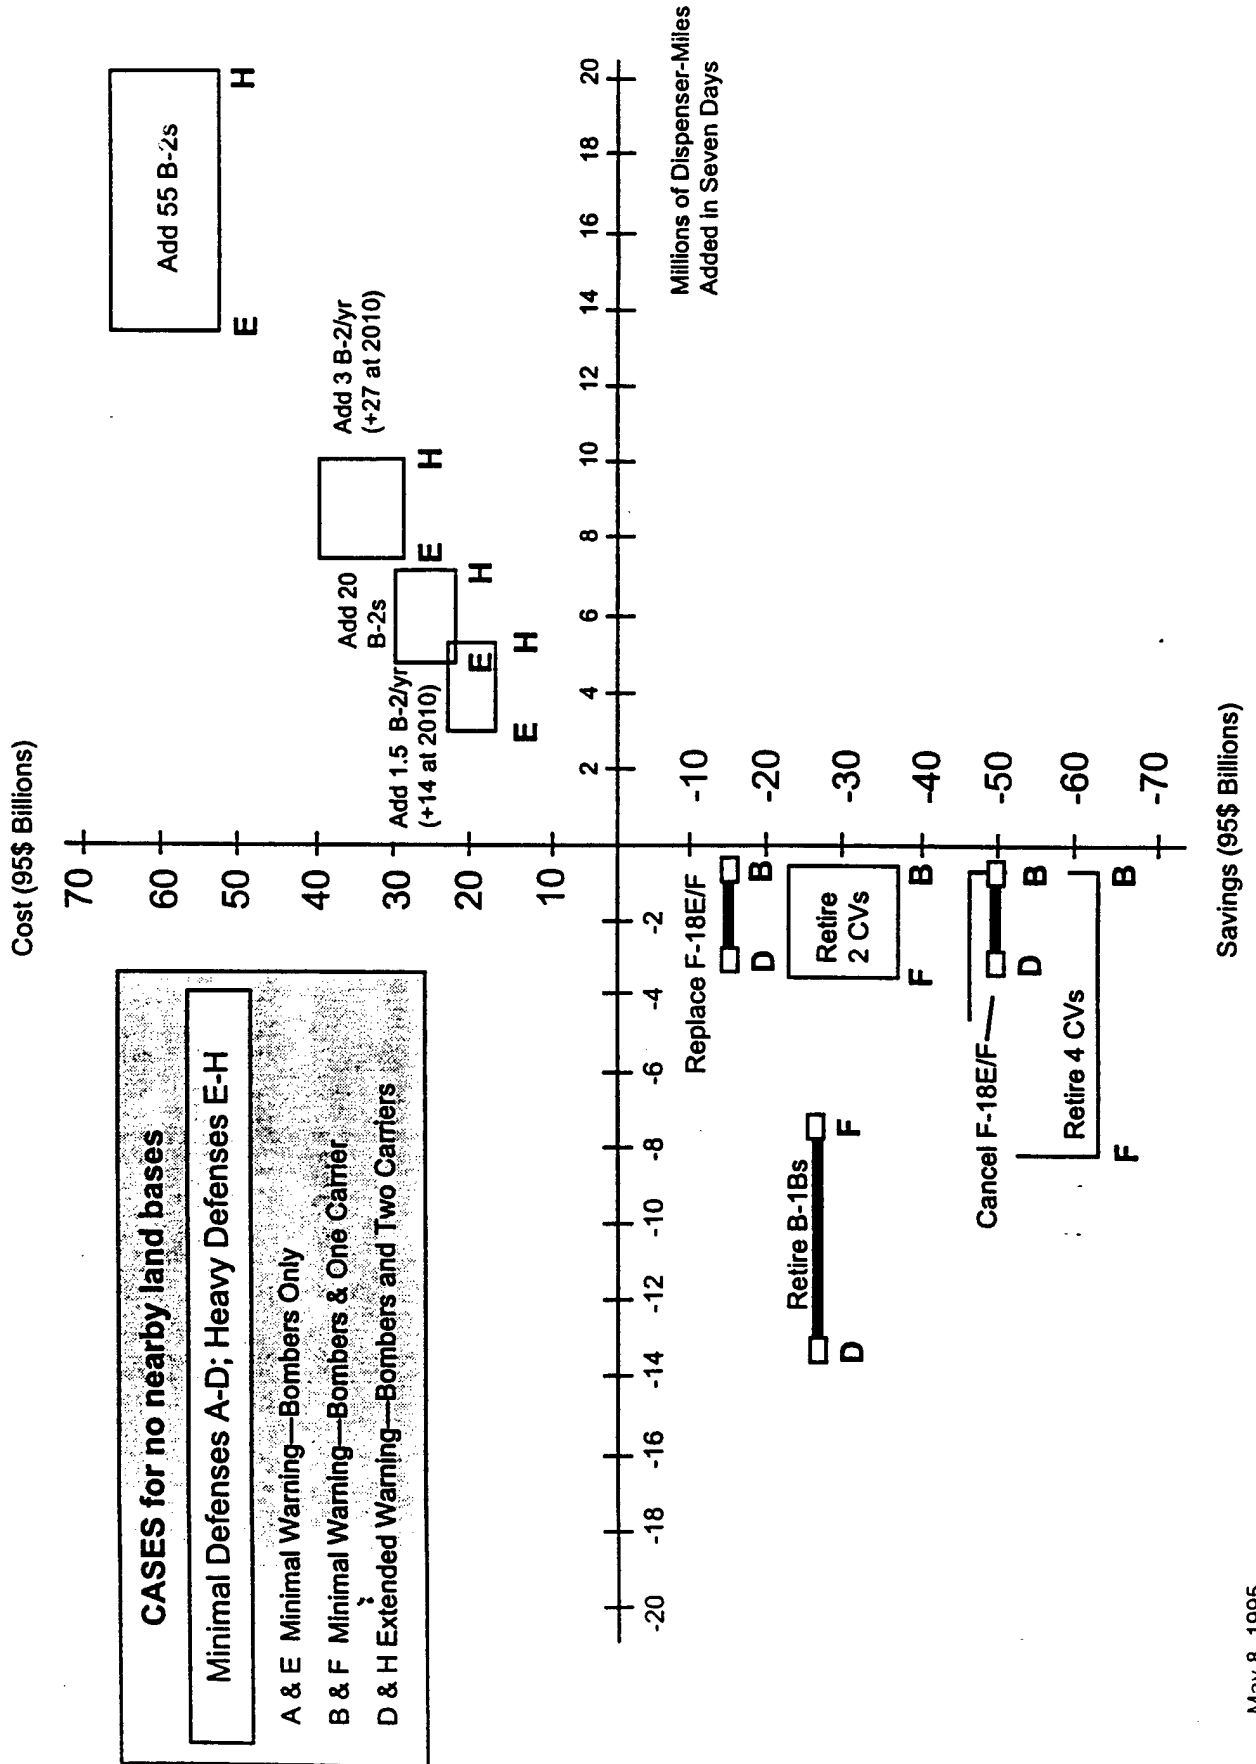 Cost (95$ Billions)
CASES for no nearby land bases
Minimal Defenses A-D; Heavy Defenses E-H
A & E Minimal Warning—Bombers Only
B & F Minimal Warning—Bombers & One Carrier
D & H Extended Warning—Bombers and Two Carriers
70
60
50
40
30
20
10
Add 55 B-2s
E
H
Add 3 B-2/yr
(+27 at 2010)
E
H
Add 20
B-2s
E
H
Add 1.5 B-2/yr
(+14 at 2010)
E
H
-20
-18
-16
-14
-12
-10
-8
-6
-4
-2
2
4
6
8
10
12
14
16
18
20
Millions of Dispenser-Miles
Added in Seven Days
-10
-20
-30
-40
-50
-60
-70
Replace F-18E/F
D
B
Retire B-1Bs
D
F
Retire
2 CVs
F
B
Cancel F-18E/F
D
B
Retire 4 CVs
F
B
Savings (95$ Billions)
May 8, 1995